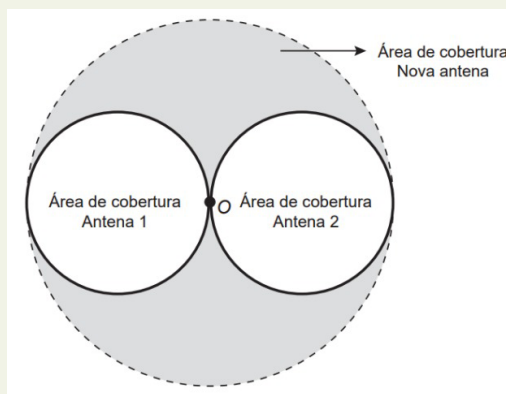 Área de cobertura
Nova antena
Área de cobertura
Antena 1
O
Área de cobertura
Antena 2